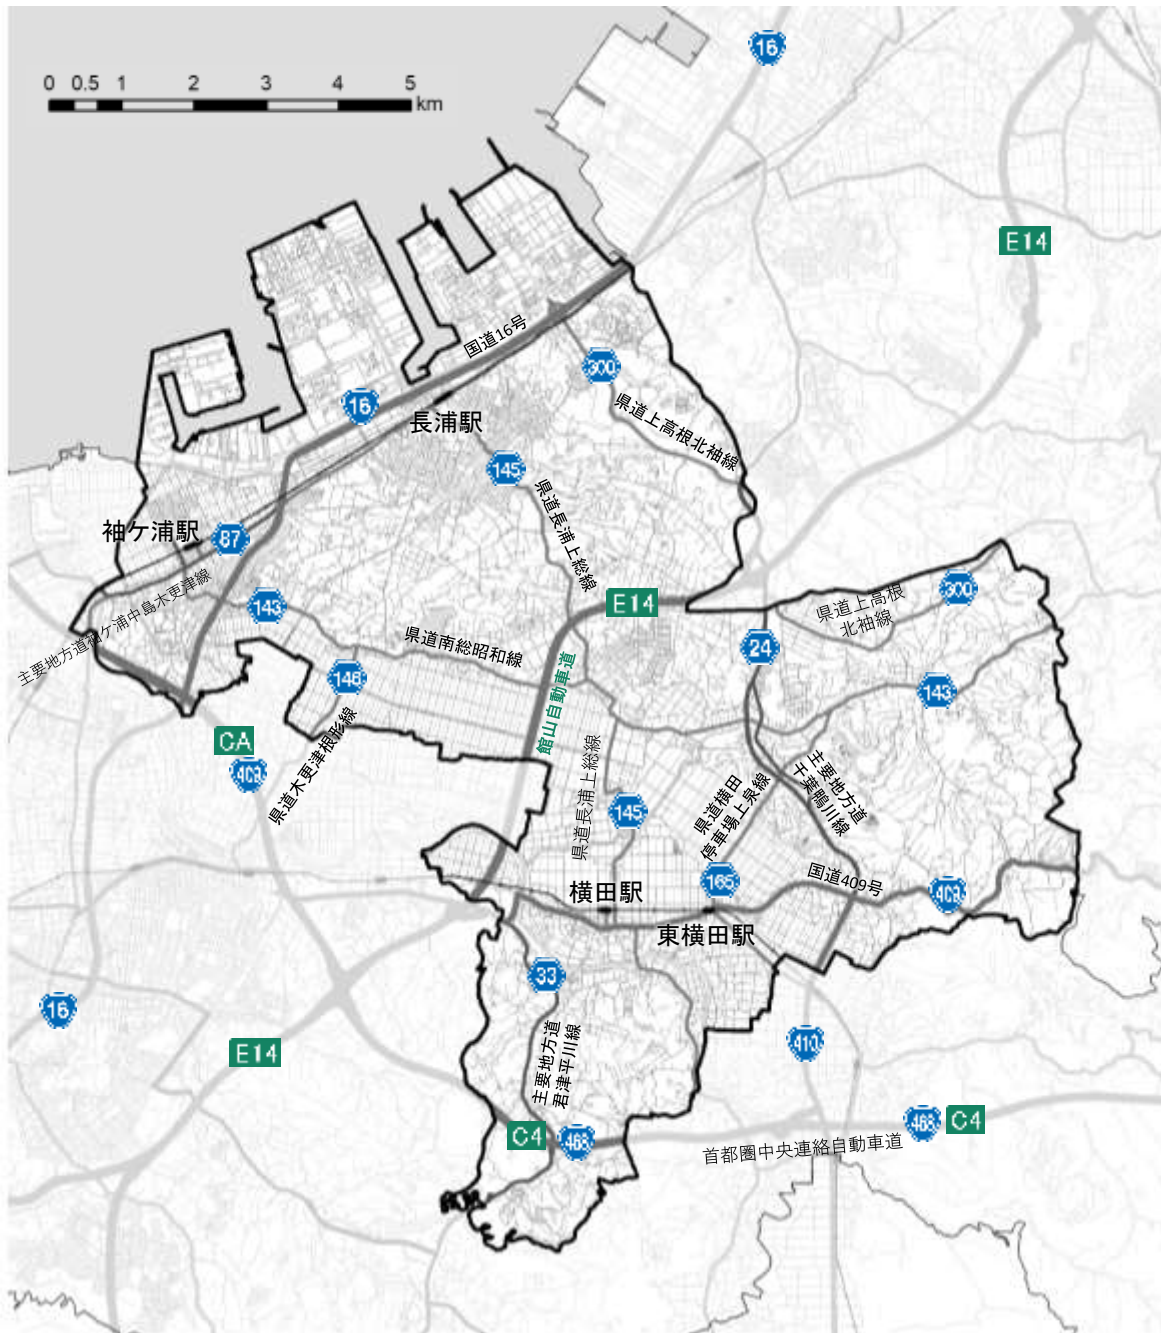 0 0.5 1 2 3 4 5
km
16
E14
国道16号
300
16
長浦駅
県道上高根北袖線
145
県道長浦上総線
袖ケ浦駅
87
主要地方道袖ケ浦中島木更津線
143
E14
県道上高根
北袖線
300
県道南総昭和線
24
146
館山自動車道
143
CA
409
県道木更津根形線
県道長浦上総線
145
県道横田
停車場上泉線
主要地方道
千葉鴨川線
165
国道409号
409
横田駅
東横田駅
33
16
E14
主要地方道
君津平川線
410
C4
468
468
C4
首都圏中央連絡自動車道